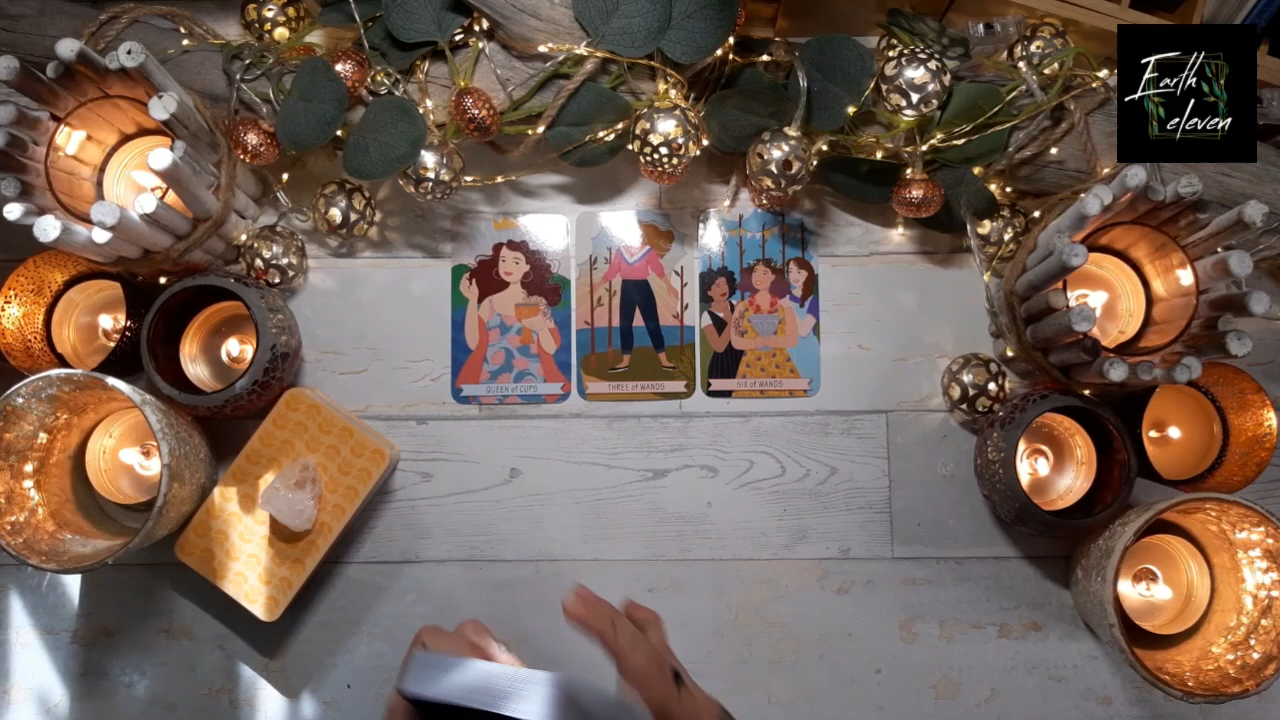 Earth
eleven
QUEEN of CUPS
THREE of WANDS
SIX of WANDS